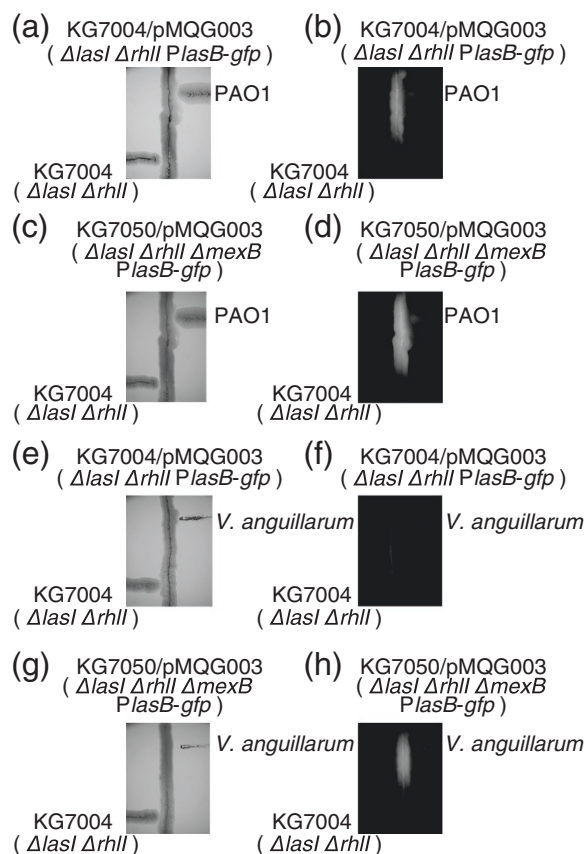 (a) KG7004/pMQG003
( ΔlasI ΔrhlI PlasB-gfp )
PAO1
KG7004
( ΔlasI ΔrhlI )
(b) KG7004/pMQG003
( ΔlasI ΔrhlI PlasB-gfp )
PAO1
KG7004
( ΔlasI ΔrhlI )
(c) KG7050/pMQG003
( ΔlasI ΔrhlI ΔmexB
PlasB-gfp )
PAO1
KG7004
( ΔlasI ΔrhlI )
(d) KG7050/pMQG003
( ΔlasI ΔrhlI ΔmexB
PlasB-gfp )
PAO1
KG7004
( ΔlasI ΔrhlI )
(e) KG7004/pMQG003
( ΔlasI ΔrhlI PlasB-gfp )
V. anguillarum
KG7004
( ΔlasI ΔrhlI )
(f) KG7004/pMQG003
( ΔlasI ΔrhlI PlasB-gfp )
V. anguillarum
KG7004
( ΔlasI ΔrhlI )
(g) KG7050/pMQG003
( ΔlasI ΔrhlI ΔmexB
PlasB-gfp )
V. anguillarum
KG7004
( ΔlasI ΔrhlI )
(h) KG7050/pMQG003
( ΔlasI ΔrhlI ΔmexB
PlasB-gfp )
V. anguillarum
KG7004
( ΔlasI ΔrhlI )